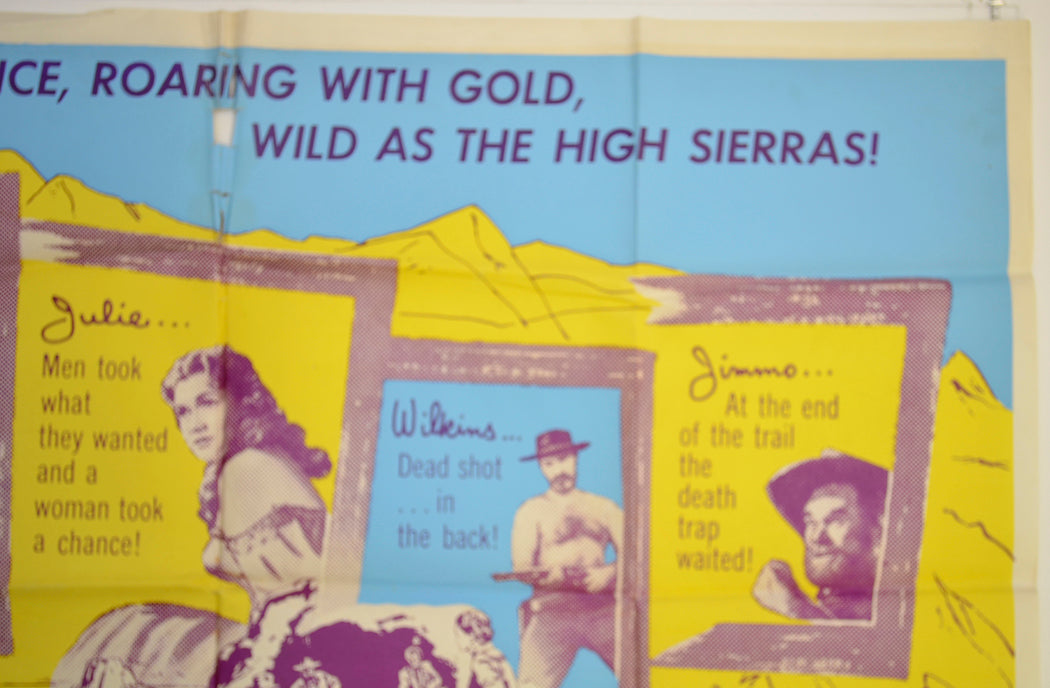 ICE, ROARING WITH GOLD,
WILD AS THE HIGH SIERRAS!
Julie...
Men took
what
they wanted
and a
woman took
a chance!
Wilkins...
Dead shot
...in
the back!
Jimmo...
At the end
of the trail
the
death
trap
waited!